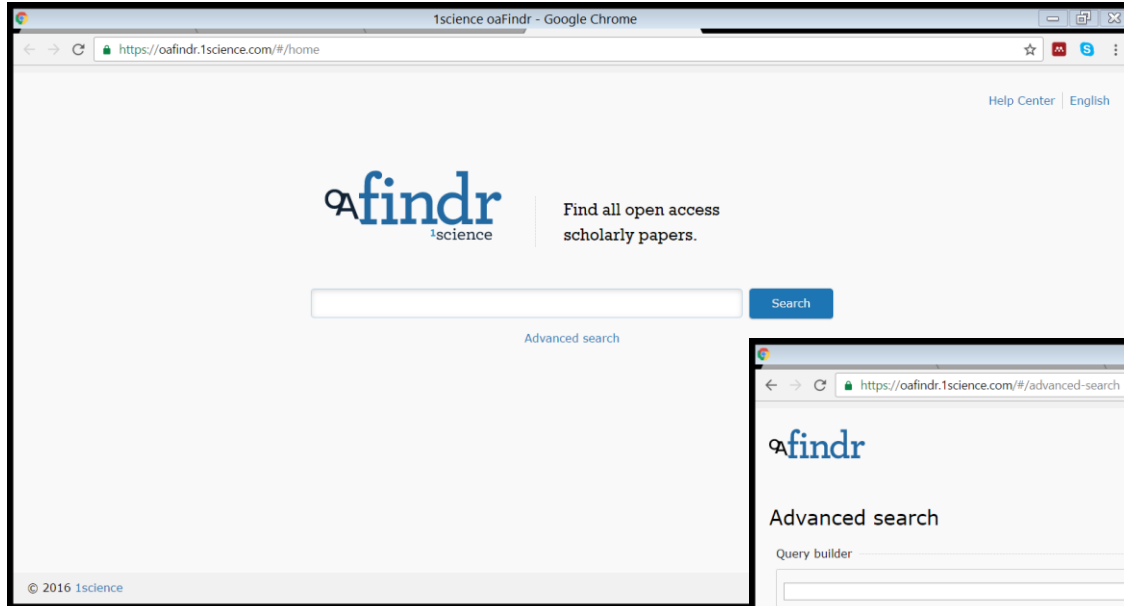 1science oaFindr - Google Chrome
https://oafindr.1science.com/#/home
Help Center English
OAfindr
1science
Find all open access
scholarly papers.
Search
Advanced search
© 2016 1science
https://oafindr.1science.com/#/advanced-search
OAfindr
Advanced search
Query builder